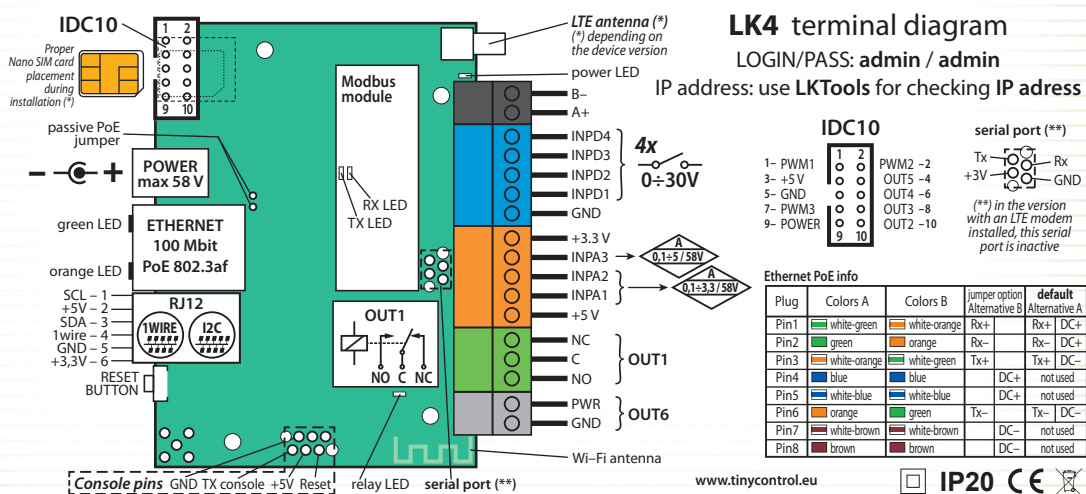 IDC10
1 2
9 10
Proper
Nano SIM card
placement
during
installation (*)
passive PoE
jumper
POWER
max 58 V
green LED
ETHERNET
100 Mbit
PoE 802.3af
orange LED
SCL – 1
+5V – 2
SDA – 3
1wire – 4
GND – 5
+3,3V – 6
RJ12
1WIRE
I2C
RESET
BUTTON
Console pins GND TX console +5V Reset
relay LED
serial port (**)
Modbus
module
RX LED
TX LED
OUT1
NO C NC
LTE antenna (*)
(*) depending on
the device version
power LED
B–
A+
INPD4
INPD3
INPD2
INPD1
GND
4x
0÷30V
+3.3 V
INPA3
INPA2
INPA1
+5 V
A
0,1÷5 / 58V
A
0,1÷3,3 / 58V
NC
C
NO
OUT1
PWR
GND
OUT6
Wi–Fi antenna
LK4 terminal diagram
LOGIN/PASS: admin / admin
IP address: use LKTools for checking IP adress
IDC10
1 2
1– PWM1 PWM2 –2
3– +5 V OUT5 –4
5– GND OUT4 –6
7– PWM3 OUT3 –8
9– POWER OUT2 –10
9 10
serial port (**)
Tx Rx
+3V GND
(**) in the version
with an LTE modem
installed, this serial
port is inactive
Ethernet PoE info
Plug Colors A Colors B jumper option Alternative B default Alternative A
Pin1 white-green white-orange Rx+ Rx+ DC+
Pin2 green orange Rx– Rx– DC+
Pin3 white-orange white-green Tx+ Tx+ DC–
Pin4 blue blue DC+ not used
Pin5 white-blue white-blue DC+ not used
Pin6 orange green Tx– Tx– DC–
Pin7 white-brown white-brown DC– not used
Pin8 brown brown DC– not used
www.tinycontrol.eu
IP20 CE